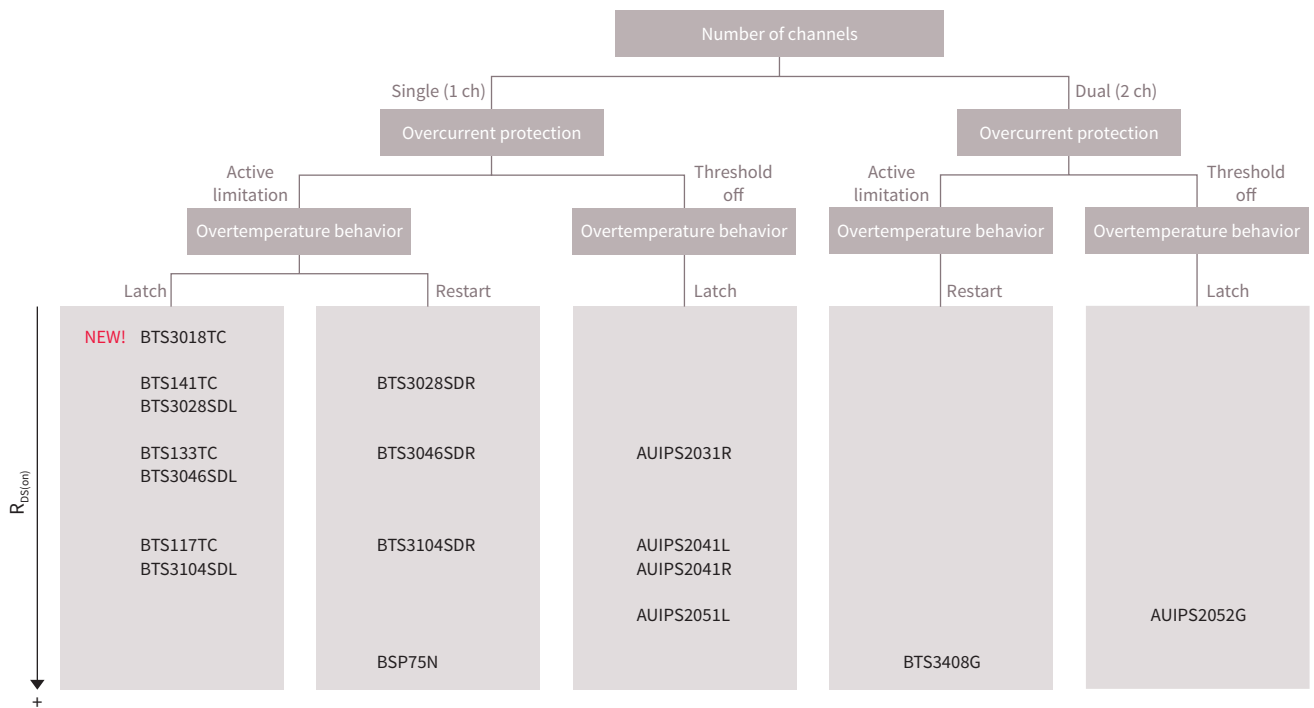 Number of channels
Single (1 ch)
Dual (2 ch)
Overcurrent protection
Overcurrent protection
Active
limitation
Threshold
off
Active
limitation
Threshold
off
Overtemperature behavior
Overtemperature behavior
Overtemperature behavior
Overtemperature behavior
Latch
Restart
Latch
Restart
Latch
NEW! BTS3018TC
BTS141TC
BTS3028SDL
BTS133TC
BTS3046SDL
BTS117TC
BTS3104SDL
BTS3028SDR
BTS3046SDR
BTS3104SDR
BSP75N
AUIPS2031R
AUIPS2041L
AUIPS2041R
AUIPS2051L
BTS3408G
AUIPS2052G
RDS(on)
+